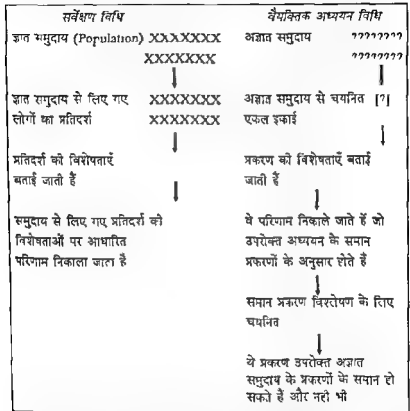 सर्वेक्षण विधि
ज्ञात समुदाय (Population) XXXXXXX
XXXXXXX
ज्ञात समुदाय से लिए गए XXXXXXX
लोगों का प्रतिदर्श XXXXXXX
प्रतिदर्श की विशेषताएँ
बताई जाती हैं
समुदाय से लिए गए प्रतिदर्श की
विशेषताओं पर आधारित
परिणाम निकाला जाता है
वैयक्तिक अध्ययन विधि
अज्ञात समुदाय ????????
????????
अज्ञात समुदाय से चयनित [?]
एकल इकाई
प्रकरण की विशेषताएँ बताई
जाती हैं
वे परिणाम निकाले जाते हैं जो
उपरोक्त अध्ययन के समान
प्रकरणों के अनुसार होते हैं
समान प्रकरण विश्लेषण के लिए
चयनित
ये प्रकरण उपरोक्त अज्ञात
समुदाय के प्रकरणों के समान हो
सकते हैं और नहीं भी